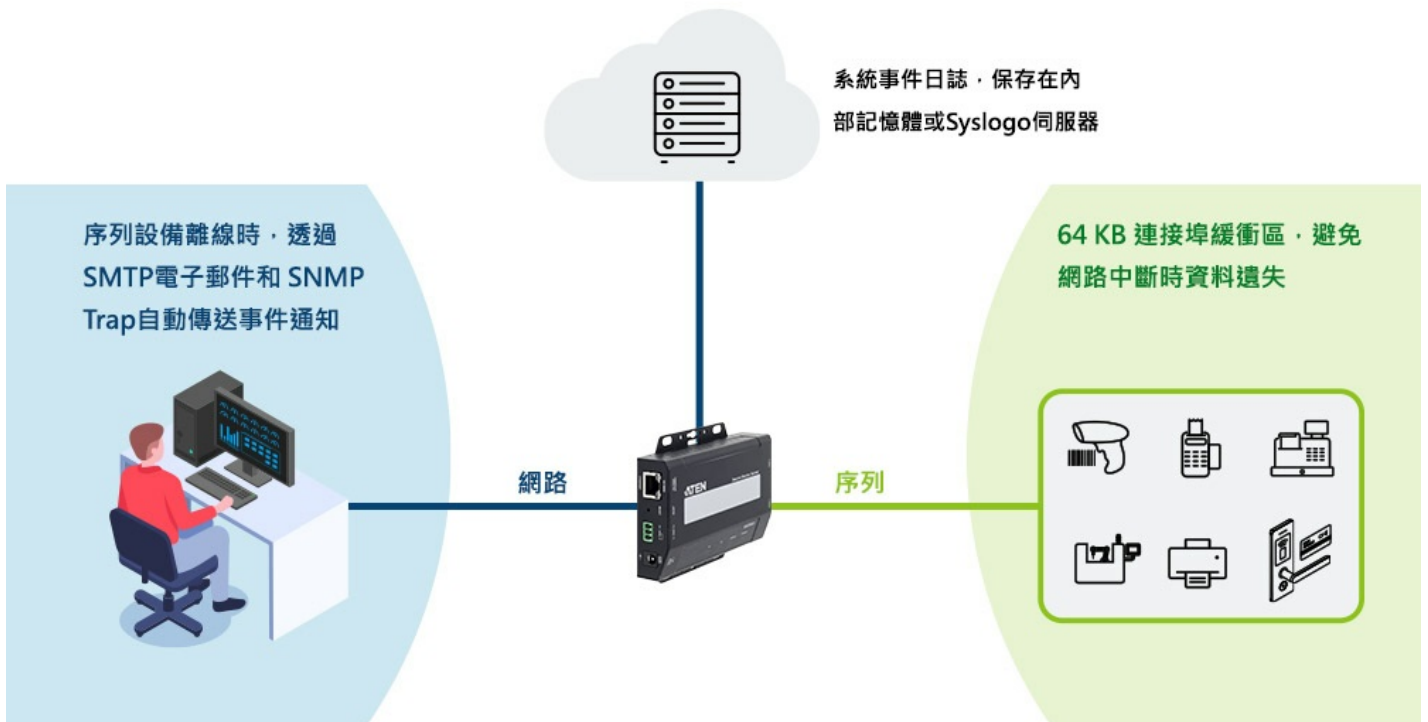 系統事件日誌，保存在內
部記憶體或Syslogo伺服器
序列設備離線時，透過
SMTP電子郵件和 SNMP
Trap自動傳送事件通知
64 KB 連接埠緩衝區，避免
網路中斷時資料遺失
網路
ATEN
序列